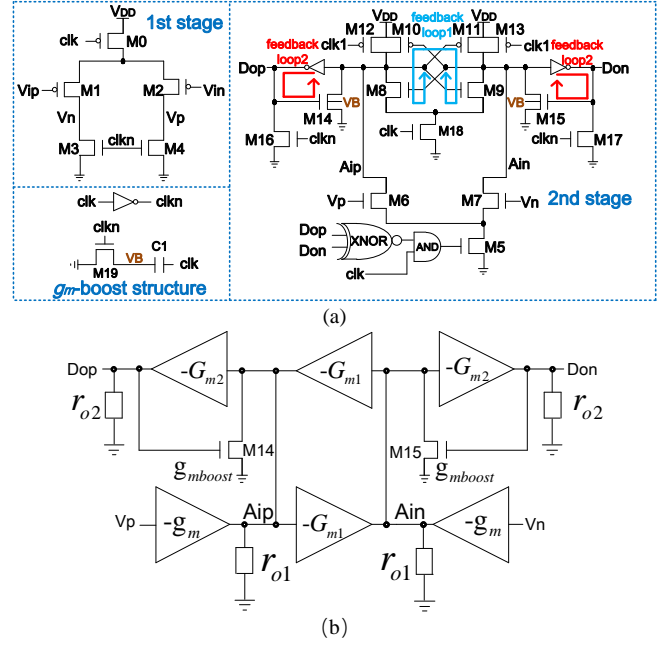 1st stage
VDD
clk
M0
Vip
M1
M2
Vin
Vn
Vp
M3
clkn
M4
clk
clkn
clkn
VB
C1
clk
M19
gm-boost structure
VDD
M12
M10
feedback
loop1
VDD
M11
M13
clk1
clk1
feedback
loop2
Dop
feedback
loop2
Don
M8
M9
VB
M14
VB
M15
M16
clkn
clk
M18
clkn
M17
Aip
Ain
Vp
M6
M7
Vn
2nd stage
Dop
Don
XNOR
AND
M5
clk
(a)
Dop
-Gm2
-Gm1
-Gm2
Don
ro2
ro2
M14
M15
gmboost
gmboost
Vp
-gm
Aip
-Gm1
Ain
-gm
Vn
ro1
ro1
(b)